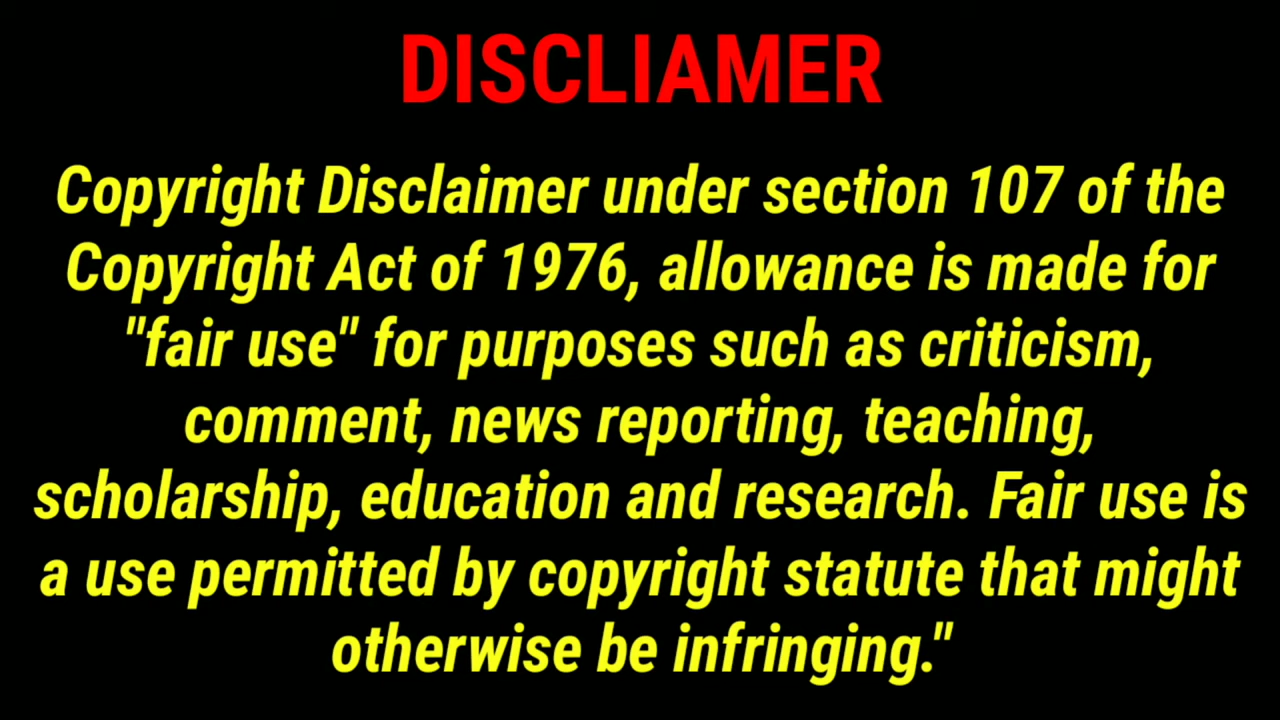 DISCLIAMER
Copyright Disclaimer under section 107 of the
Copyright Act of 1976, allowance is made for
"fair use" for purposes such as criticism,
comment, news reporting, teaching,
scholarship, education and research. Fair use is
a use permitted by copyright statute that might
otherwise be infringing."